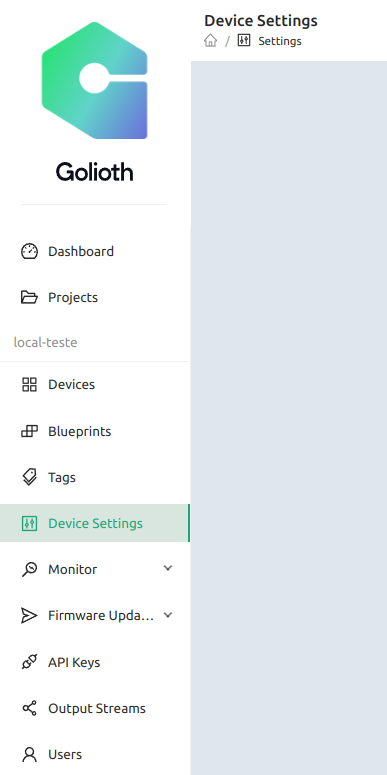 Golioth
Dashboard
Projects
local-teste
Devices
Blueprints
Tags
Device Settings
Monitor
Firmware Upda...
API Keys
Output Streams
Users
Device Settings
/ Settings